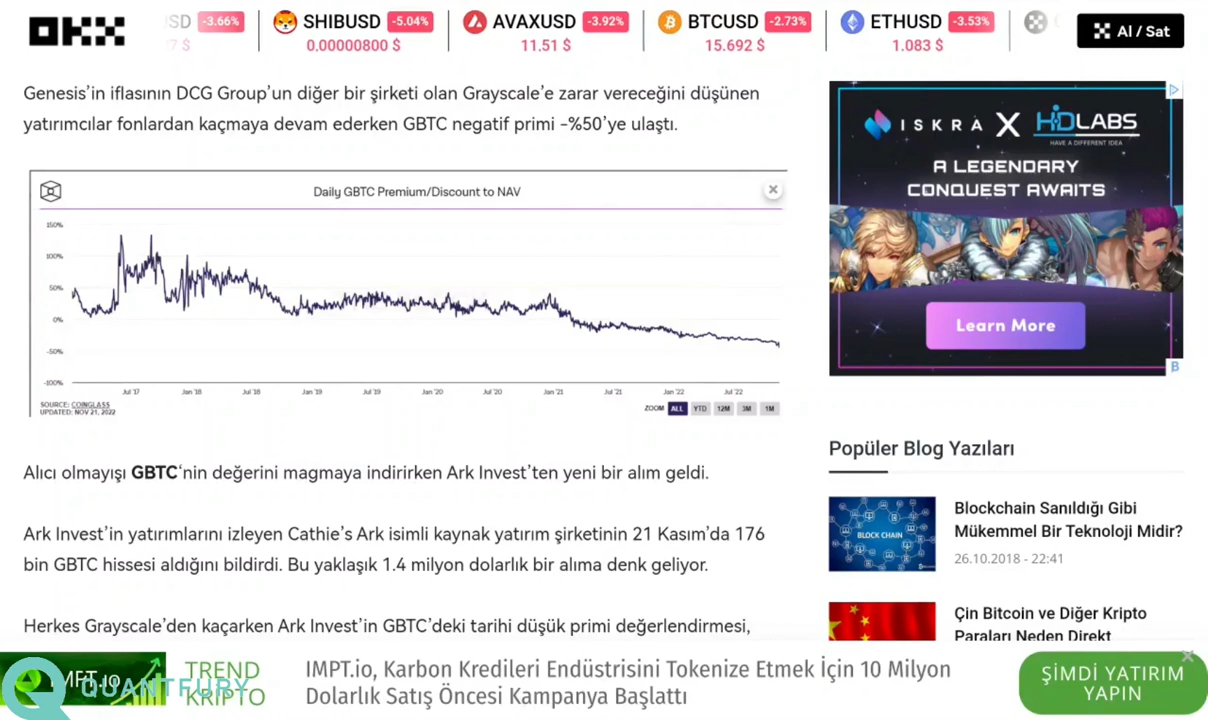 OKX
SD -3.66%
7 $
SHIBUSD -5.04%
0.00000800 $
AVAXUSD -3.92%
11.51 $
BTCUSD -2.73%
15.692 $
ETHUSD -3.53%
1.083 $
Al / Sat
Genesis'in iflasının DCG Group'un diğer bir şirketi olan Grayscale'e zarar vereceğini düşünen
yatırımcılar fonlardan kaçmaya devam ederken GBTC negatif primi -%50'ye ulaştı.
Daily GBTC Premium/Discount to NAV
150%
100%
50%
0%
-50%
-100%
Jul '17 Jan '18 Jul '18 Jan '19 Jul '19 Jan '20 Jul '20 Jan '21 Jul '21 Jan '22 Jul '22
SOURCE: COINGLASS
UPDATED: NOV 21, 2022
ZOOM ALL YTD 12M 3M 1M
Alıcı olmayışı GBTC'nin değerini magmaya indirirken Ark Invest'ten yeni bir alım geldi.
Ark Invest'in yatırımlarını izleyen Cathie's Ark isimli kaynak yatırım şirketinin 21 Kasım'da 176
bin GBTC hissesi aldığını bildirdi. Bu yaklaşık 1.4 milyon dolarlık bir alıma denk geliyor.
Herkes Grayscale'den kaçarken Ark Invest'in GBTC'deki tarihi düşük primi değerlendirmesi,
ISKRA X HDLABS
HAVE A DIFFERENT IDEA
A LEGENDARY
CONQUEST AWAITS
Learn More
B
Popüler Blog Yazıları
BLOCK CHAIN
Blockchain Sanıldığı Gibi
Mükemmel Bir Teknoloji Midir?
26.10.2018 - 22:41
Çin Bitcoin ve Diğer Kripto
Paraları Neden Direkt
IMPT.io
QUANTFURY
TREND
KRIPTO
IMPT.io, Karbon Kredileri Endüstrisini Tokenize Etmek İçin 10 Milyon
Dolarlık Satış Öncesi Kampanya Başlattı
ŞİMDİ YATIRIM
YAPIN